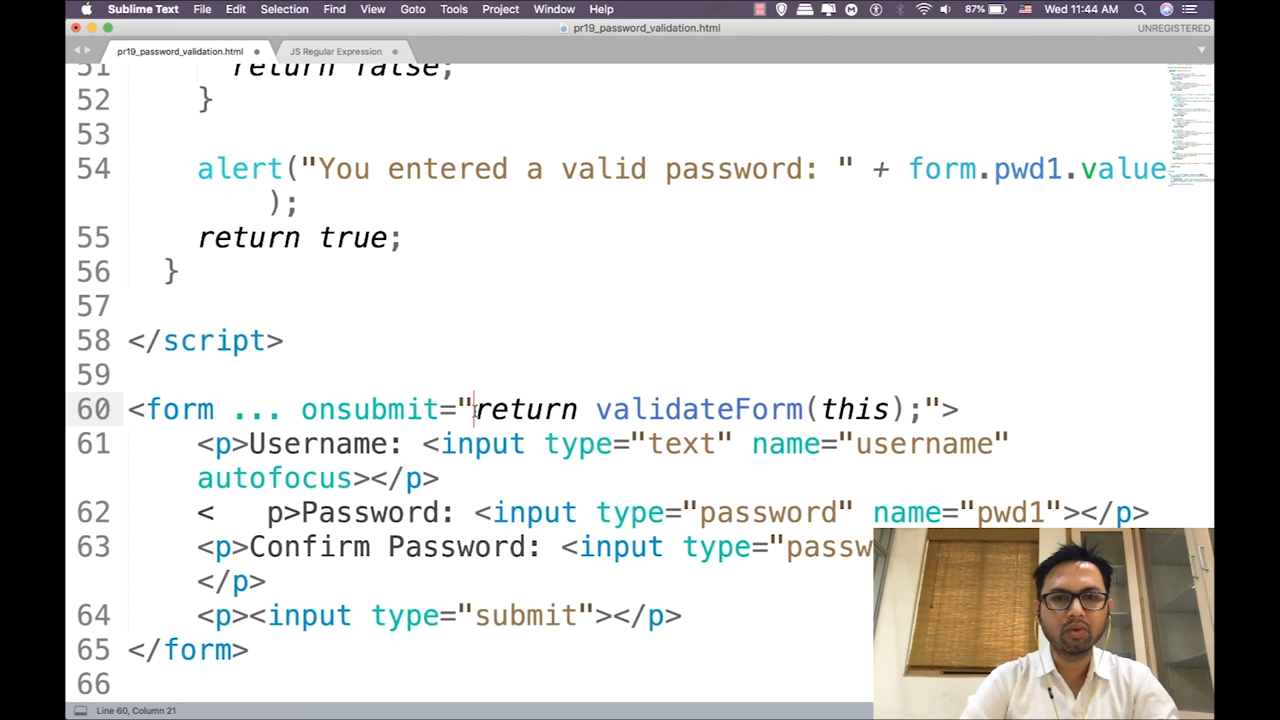 Sublime Text File Edit Selection Find View Goto Tools Project Window Help 87% Wed 11:44 AM
pr19_password_validation.html UNREGISTERED
pr19_password_validation.html JS Regular Expression
51 return false;
52 }
53
54 alert("You entered a valid password: " + form.pwd1.value
);
55 return true;
56 }
57
58 </script>
59
60 <form ... onsubmit="return validateForm(this);">
61 <p>Username: <input type="text" name="username"
autofocus></p>
62 < p>Password: <input type="password" name="pwd1"></p>
63 <p>Confirm Password: <input type="passw
</p>
64 <p><input type="submit"></p>
65 </form>
66
Line 60, Column 21